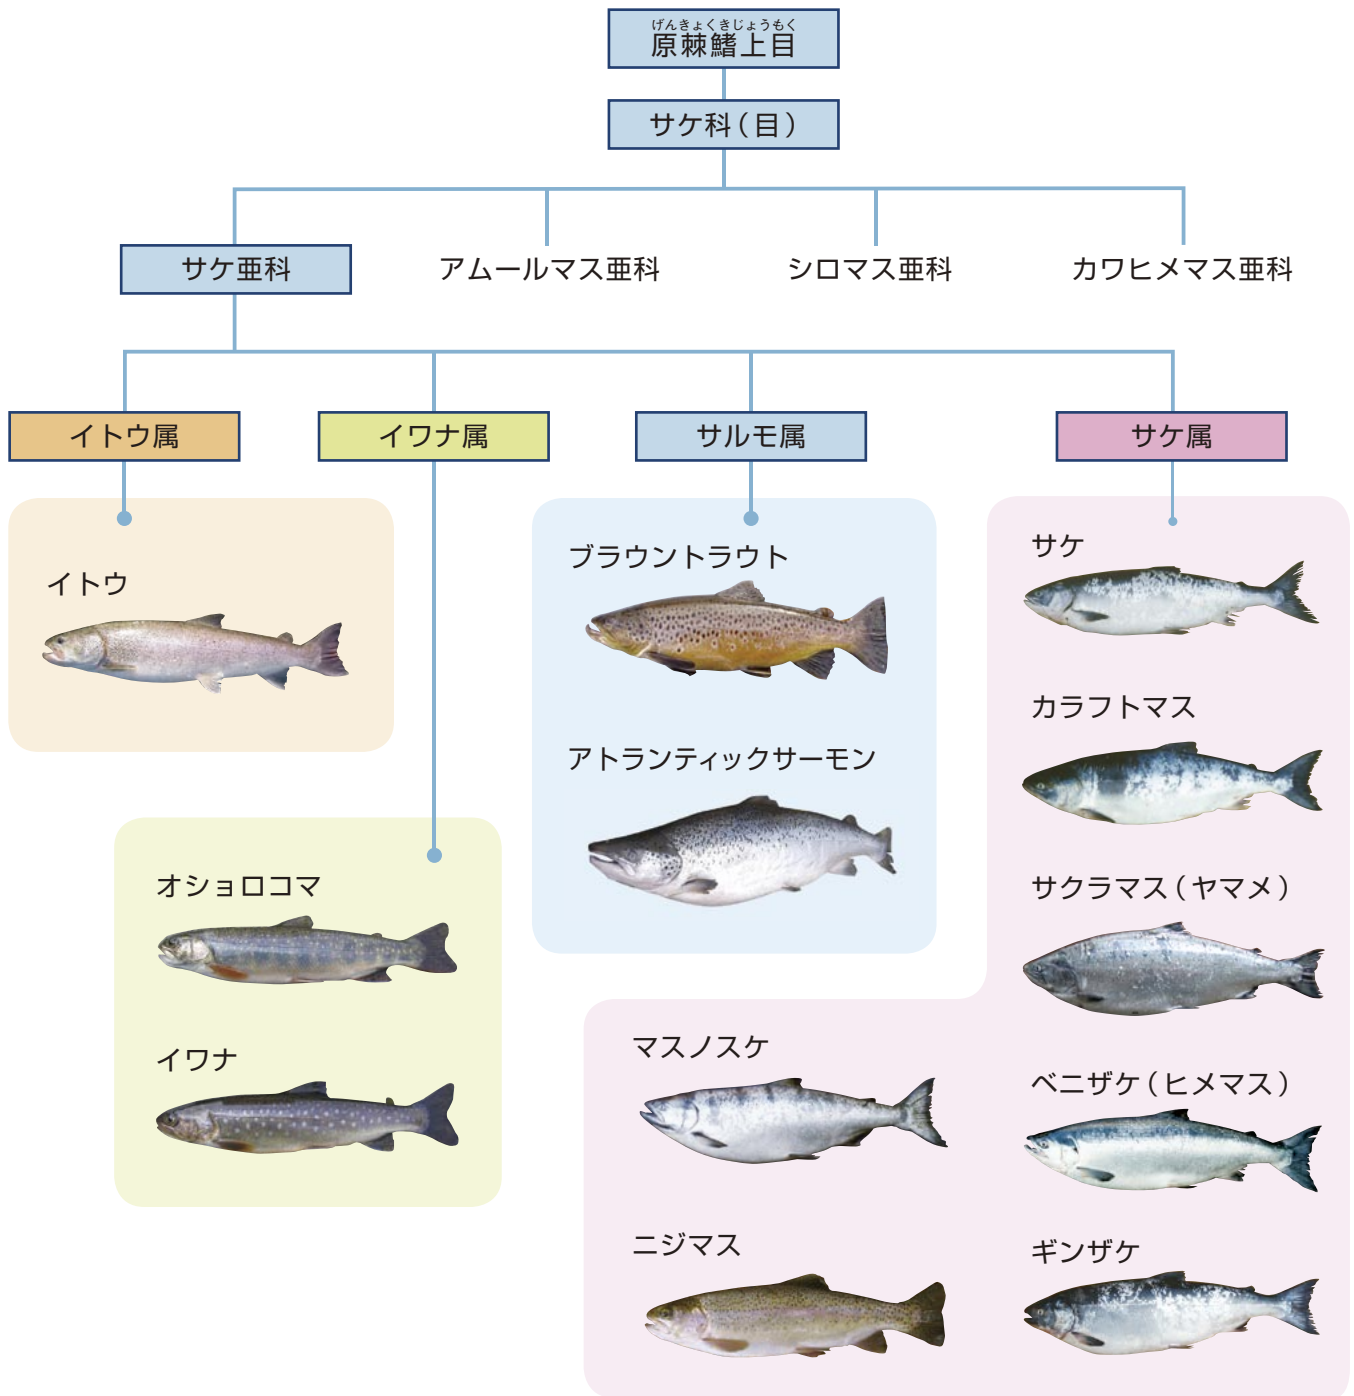 げんきょくきじょうもく
原棘鰭上目
サケ科(目)
サケ亜科
アムールマス亜科
シロマス亜科
カワヒメマス亜科
イトウ属
イワナ属
サルモ属
サケ属
イトウ
オショロコマ
イワナ
ブラウントラウト
アトランティックサーモン
サケ
カラフトマス
サクラマス(ヤマメ)
マスノスケ
ベニザケ(ヒメマス)
ニジマス
ギンザケ